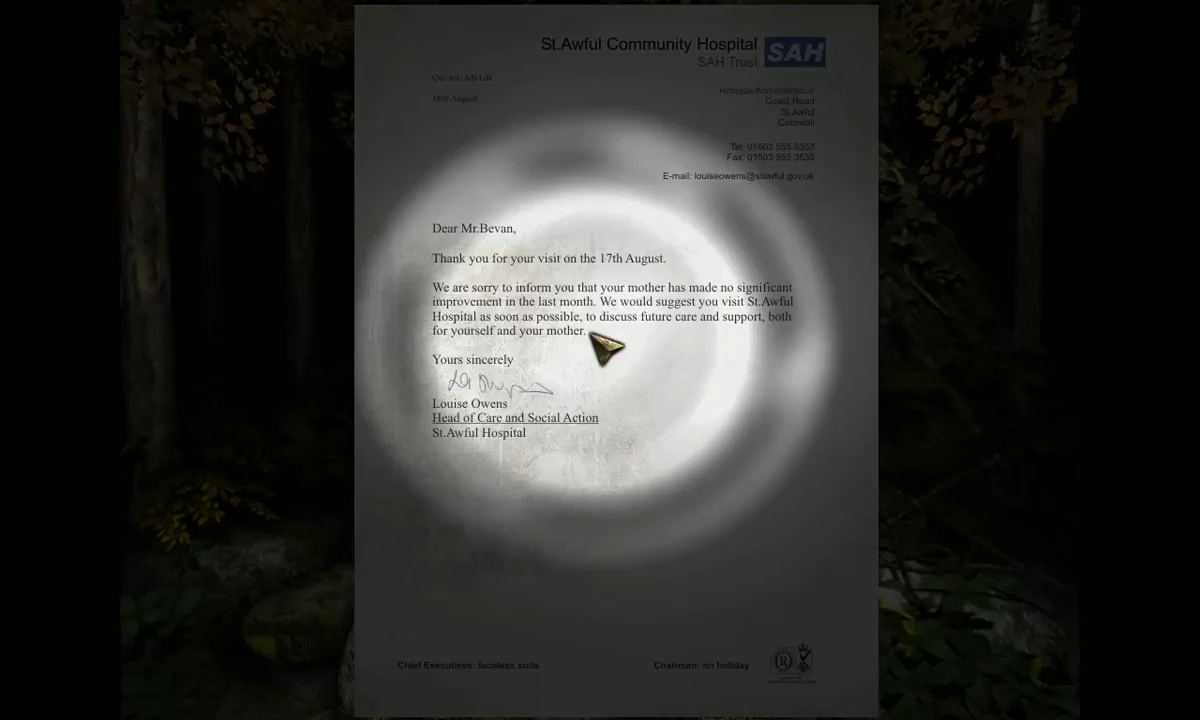 St.Awful Community Hospital
SAH
SAH Trust
Our ref:
18th August
Hospital Administration
Coast Road
St.Awful
Cornwall
Tel: 01503 555 5353
Fax: 01503 555 3535
E-mail: louiseowens@stawful.gov.uk
Dear Mr.Bevan,
Thank you for your visit on the 17th August.
We are sorry to inform you that your mother has made no significant
improvement in the last month. We would suggest you visit St.Awful
Hospital as soon as possible, to discuss future care and support, both
for yourself and your mother.
Yours sincerely
Louise Owens
Head of Care and Social Action
St.Awful Hospital
Chief Executives: faceless suits
Chairman: on holiday
R